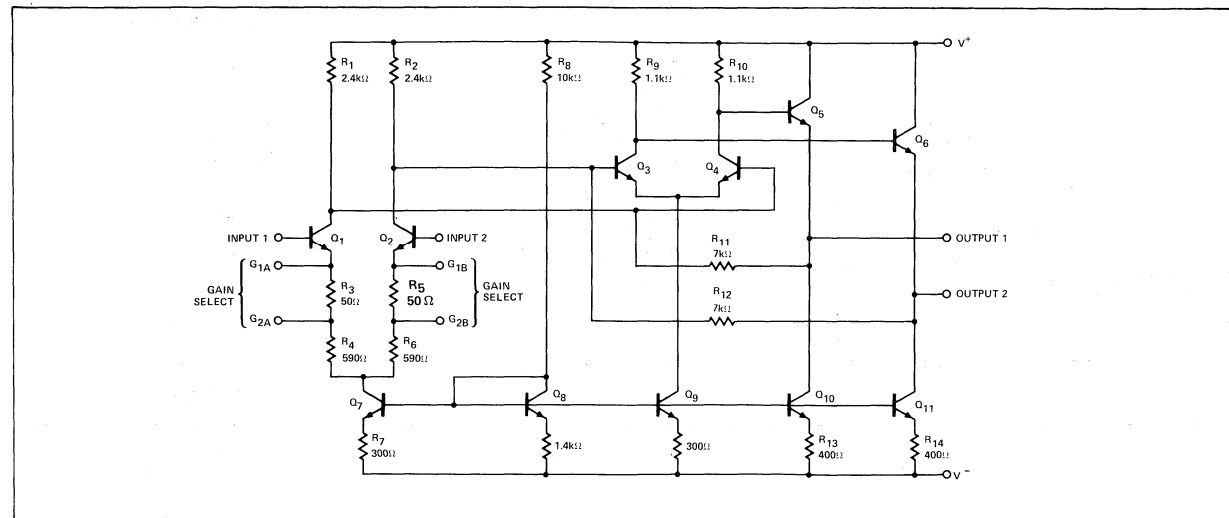 V+
R1
2.4kΩ
R2
2.4kΩ
R8
10kΩ
R9
1.1kΩ
R10
1.1kΩ
Q5
Q6
Q3
Q4
INPUT 1
Q1
Q2
INPUT 2
OUTPUT 1
R11
7kΩ
G1A
G1B
GAIN
SELECT
R3
50Ω
R5
50 Ω
GAIN
SELECT
OUTPUT 2
R12
7kΩ
G2A
G2B
R4
590Ω
R6
590Ω
Q7
Q8
Q9
Q10
Q11
R7
300Ω
1.4kΩ
300Ω
R13
400Ω
R14
400Ω
V-